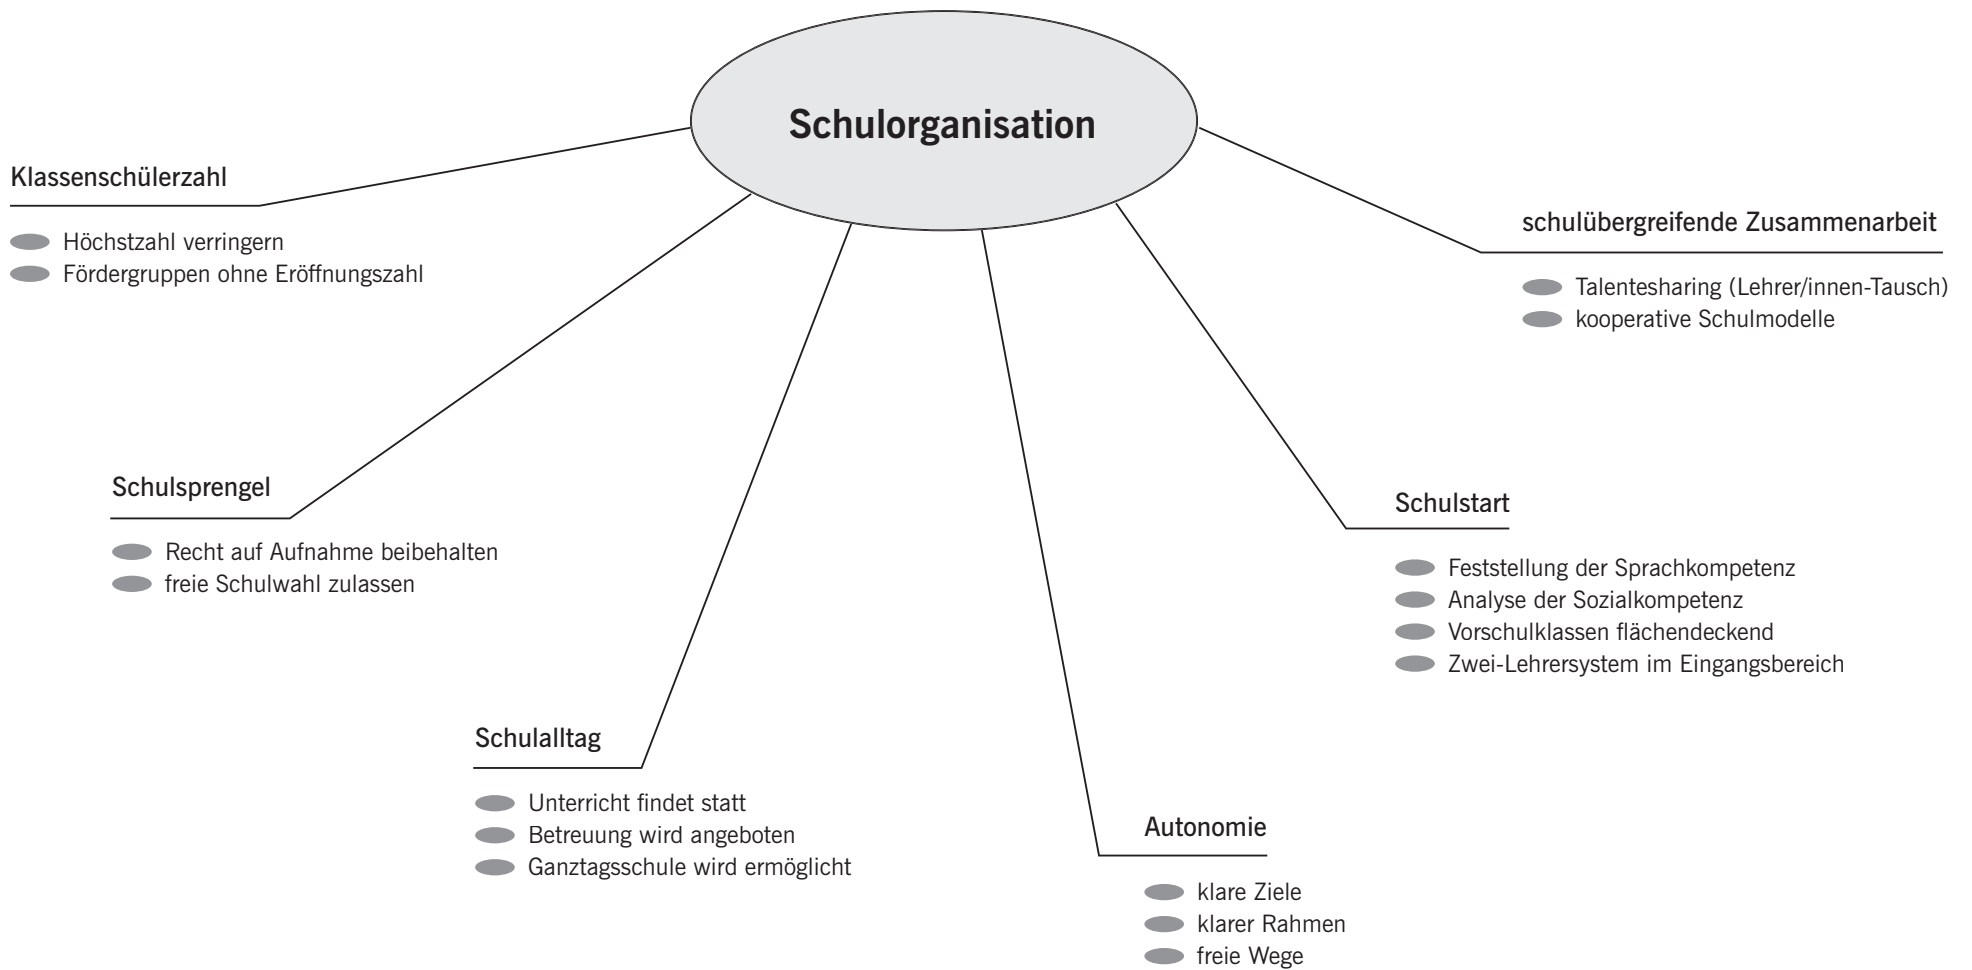 Schulorganisation
Klassenschülerzahl
Höchstzahl verringern
Fördergruppen ohne Eröffnungszahl
Schulsprengel
Recht auf Aufnahme beibehalten
freie Schulwahl zulassen
Schulalltag
Unterricht findet statt
Betreuung wird angeboten
Ganztagsschule wird ermöglicht
Autonomie
klare Ziele
klarer Rahmen
freie Wege
Schulstart
Feststellung der Sprachkompetenz
Analyse der Sozialkompetenz
Vorschulklassen flächendeckend
Zwei-Lehrersystem im Eingangsbereich
schulübergreifende Zusammenarbeit
Talentesharing (Lehrer/innen-Tausch)
kooperative Schulmodelle